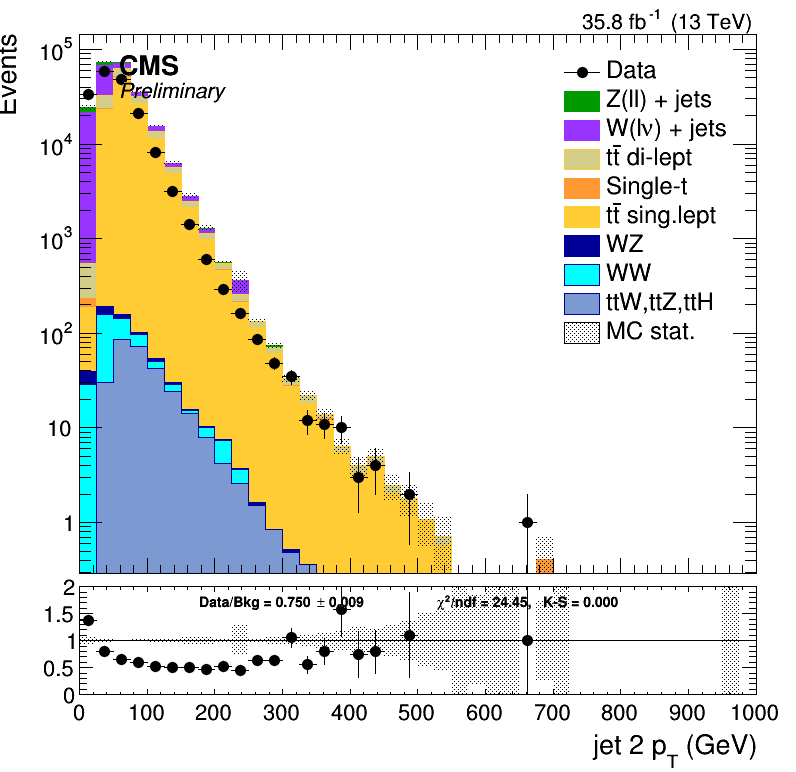 35.8 fb⁻¹ (13 TeV)
Events
CMS
Preliminary
Data
Z(ll) + jets
W(lν) + jets
tt̄ di-lept
Single-t
tt̄ sing.lept
WZ
WW
ttW,ttZ,ttH
MC stat.
10⁵
10⁴
10³
10²
10
1
2
1.5
1
0.5
0
Data/Bkg = 0.750 ± 0.009
χ²/ndf = 24.45, K-S = 0.000
0 100 200 300 400 500 600 700 800 900 1000
jet 2 p_T (GeV)